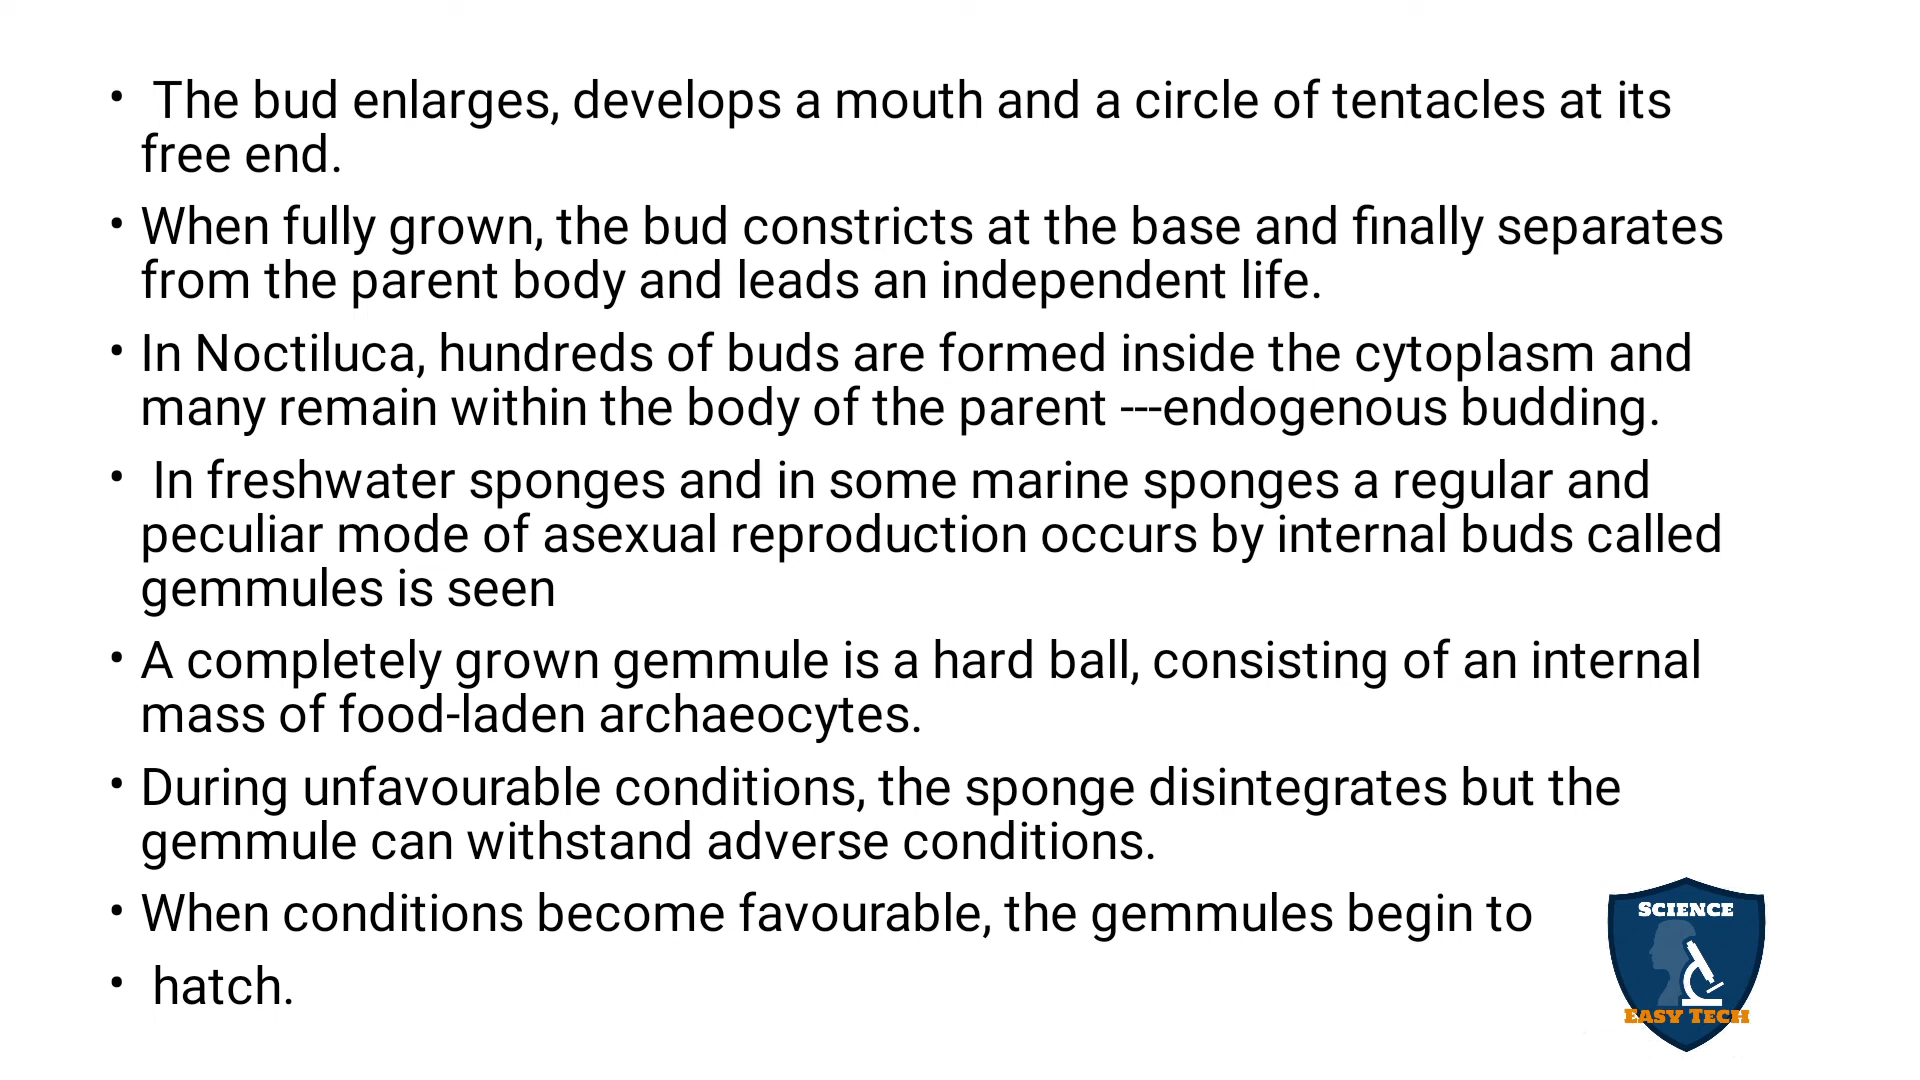 • The bud enlarges, develops a mouth and a circle of tentacles at its
free end.
• When fully grown, the bud constricts at the base and finally separates
from the parent body and leads an independent life.
• In Noctiluca, hundreds of buds are formed inside the cytoplasm and
many remain within the body of the parent ---endogenous budding.
• In freshwater sponges and in some marine sponges a regular and
peculiar mode of asexual reproduction occurs by internal buds called
gemmules is seen
• A completely grown gemmule is a hard ball, consisting of an internal
mass of food-laden archaeocytes.
• During unfavourable conditions, the sponge disintegrates but the
gemmule can withstand adverse conditions.
• When conditions become favourable, the gemmules begin to
• hatch.
SCIENCE
EASY TECH